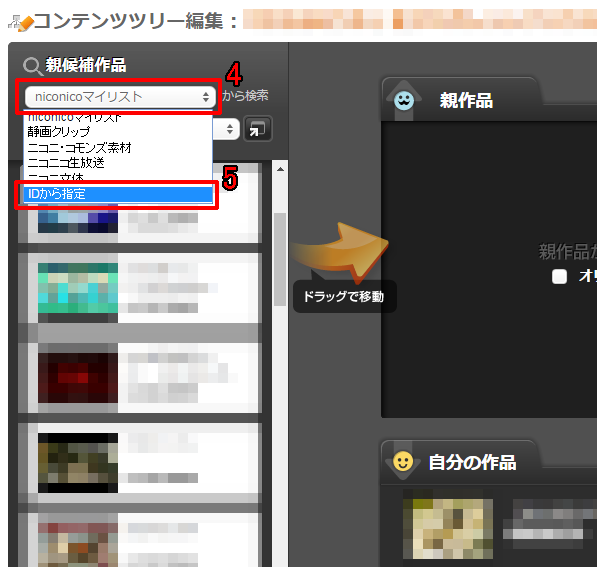 コンテンツツリー編集：
親候補作品
4
niconicoマイリスト
から検索
niconicoマイリスト
静画クリップ
ニコニ・コモンズ素材
ニコニコ生放送
ニコニ立体
5
IDから指定
親作品
親作品が
オリ
ドラッグで移動
自分の作品